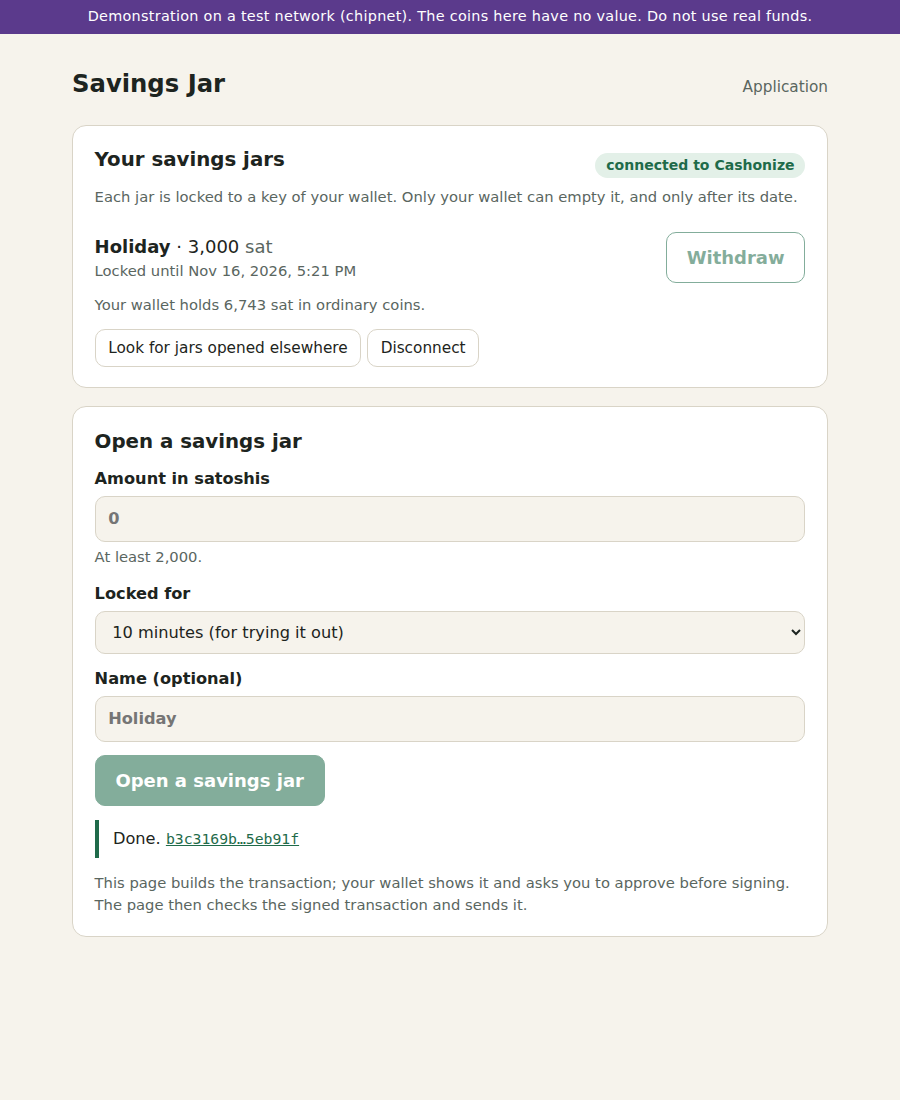 Demonstration on a test network (chipnet). The coins here have no value. Do not use real funds.
Savings Jar
Application
Your savings jars
connected to Cashonize
Each jar is locked to a key of your wallet. Only your wallet can empty it, and only after its date.
Holiday · 3,000 sat
Locked until Nov 16, 2026, 5:21 PM
Withdraw
Your wallet holds 6,743 sat in ordinary coins.
Look for jars opened elsewhere
Disconnect
Open a savings jar
Amount in satoshis
0
At least 2,000.
Locked for
10 minutes (for trying it out)
Name (optional)
Holiday
Open a savings jar
Done. b3c3169b…5eb91f
This page builds the transaction; your wallet shows it and asks you to approve before signing.
The page then checks the signed transaction and sends it.